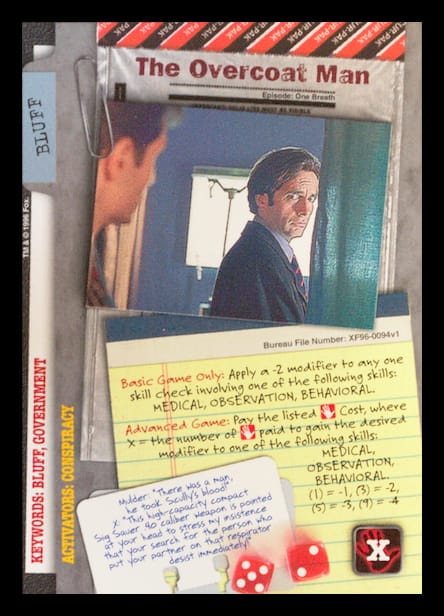 CUR-PAK CUR-PAK CUR-PAK
The Overcoat Man
Episode: One Breath
Bureau File Number: XF96-0094v1
Basic Game Only: Apply a -2 modifier to any one
skill check involving one of the following skills:
MEDICAL, OBSERVATION, BEHAVIORAL.
Advanced Game: Pay the listed Cost, where
X = the number of paid to gain the desired
modifier to one of the following skills:
MEDICAL,
OBSERVATION,
BEHAVIORAL.
(1) = -1, (3) = -2,
(5) = -3, (9) = -4
Mulder: "There was a man,
he took Scully's blood!"
X: "This high-capacity compact
Sig Sauer 40 caliber weapon is pointed
at your head to stress my insistence
that your search for the person who
put your partner on that respirator
desist immediately!"
X
BLUFF
TM & © 1996 Fox.
KEYWORDS: BLUFF, GOVERNMENT
ACTIVATORS: CONSPIRACY